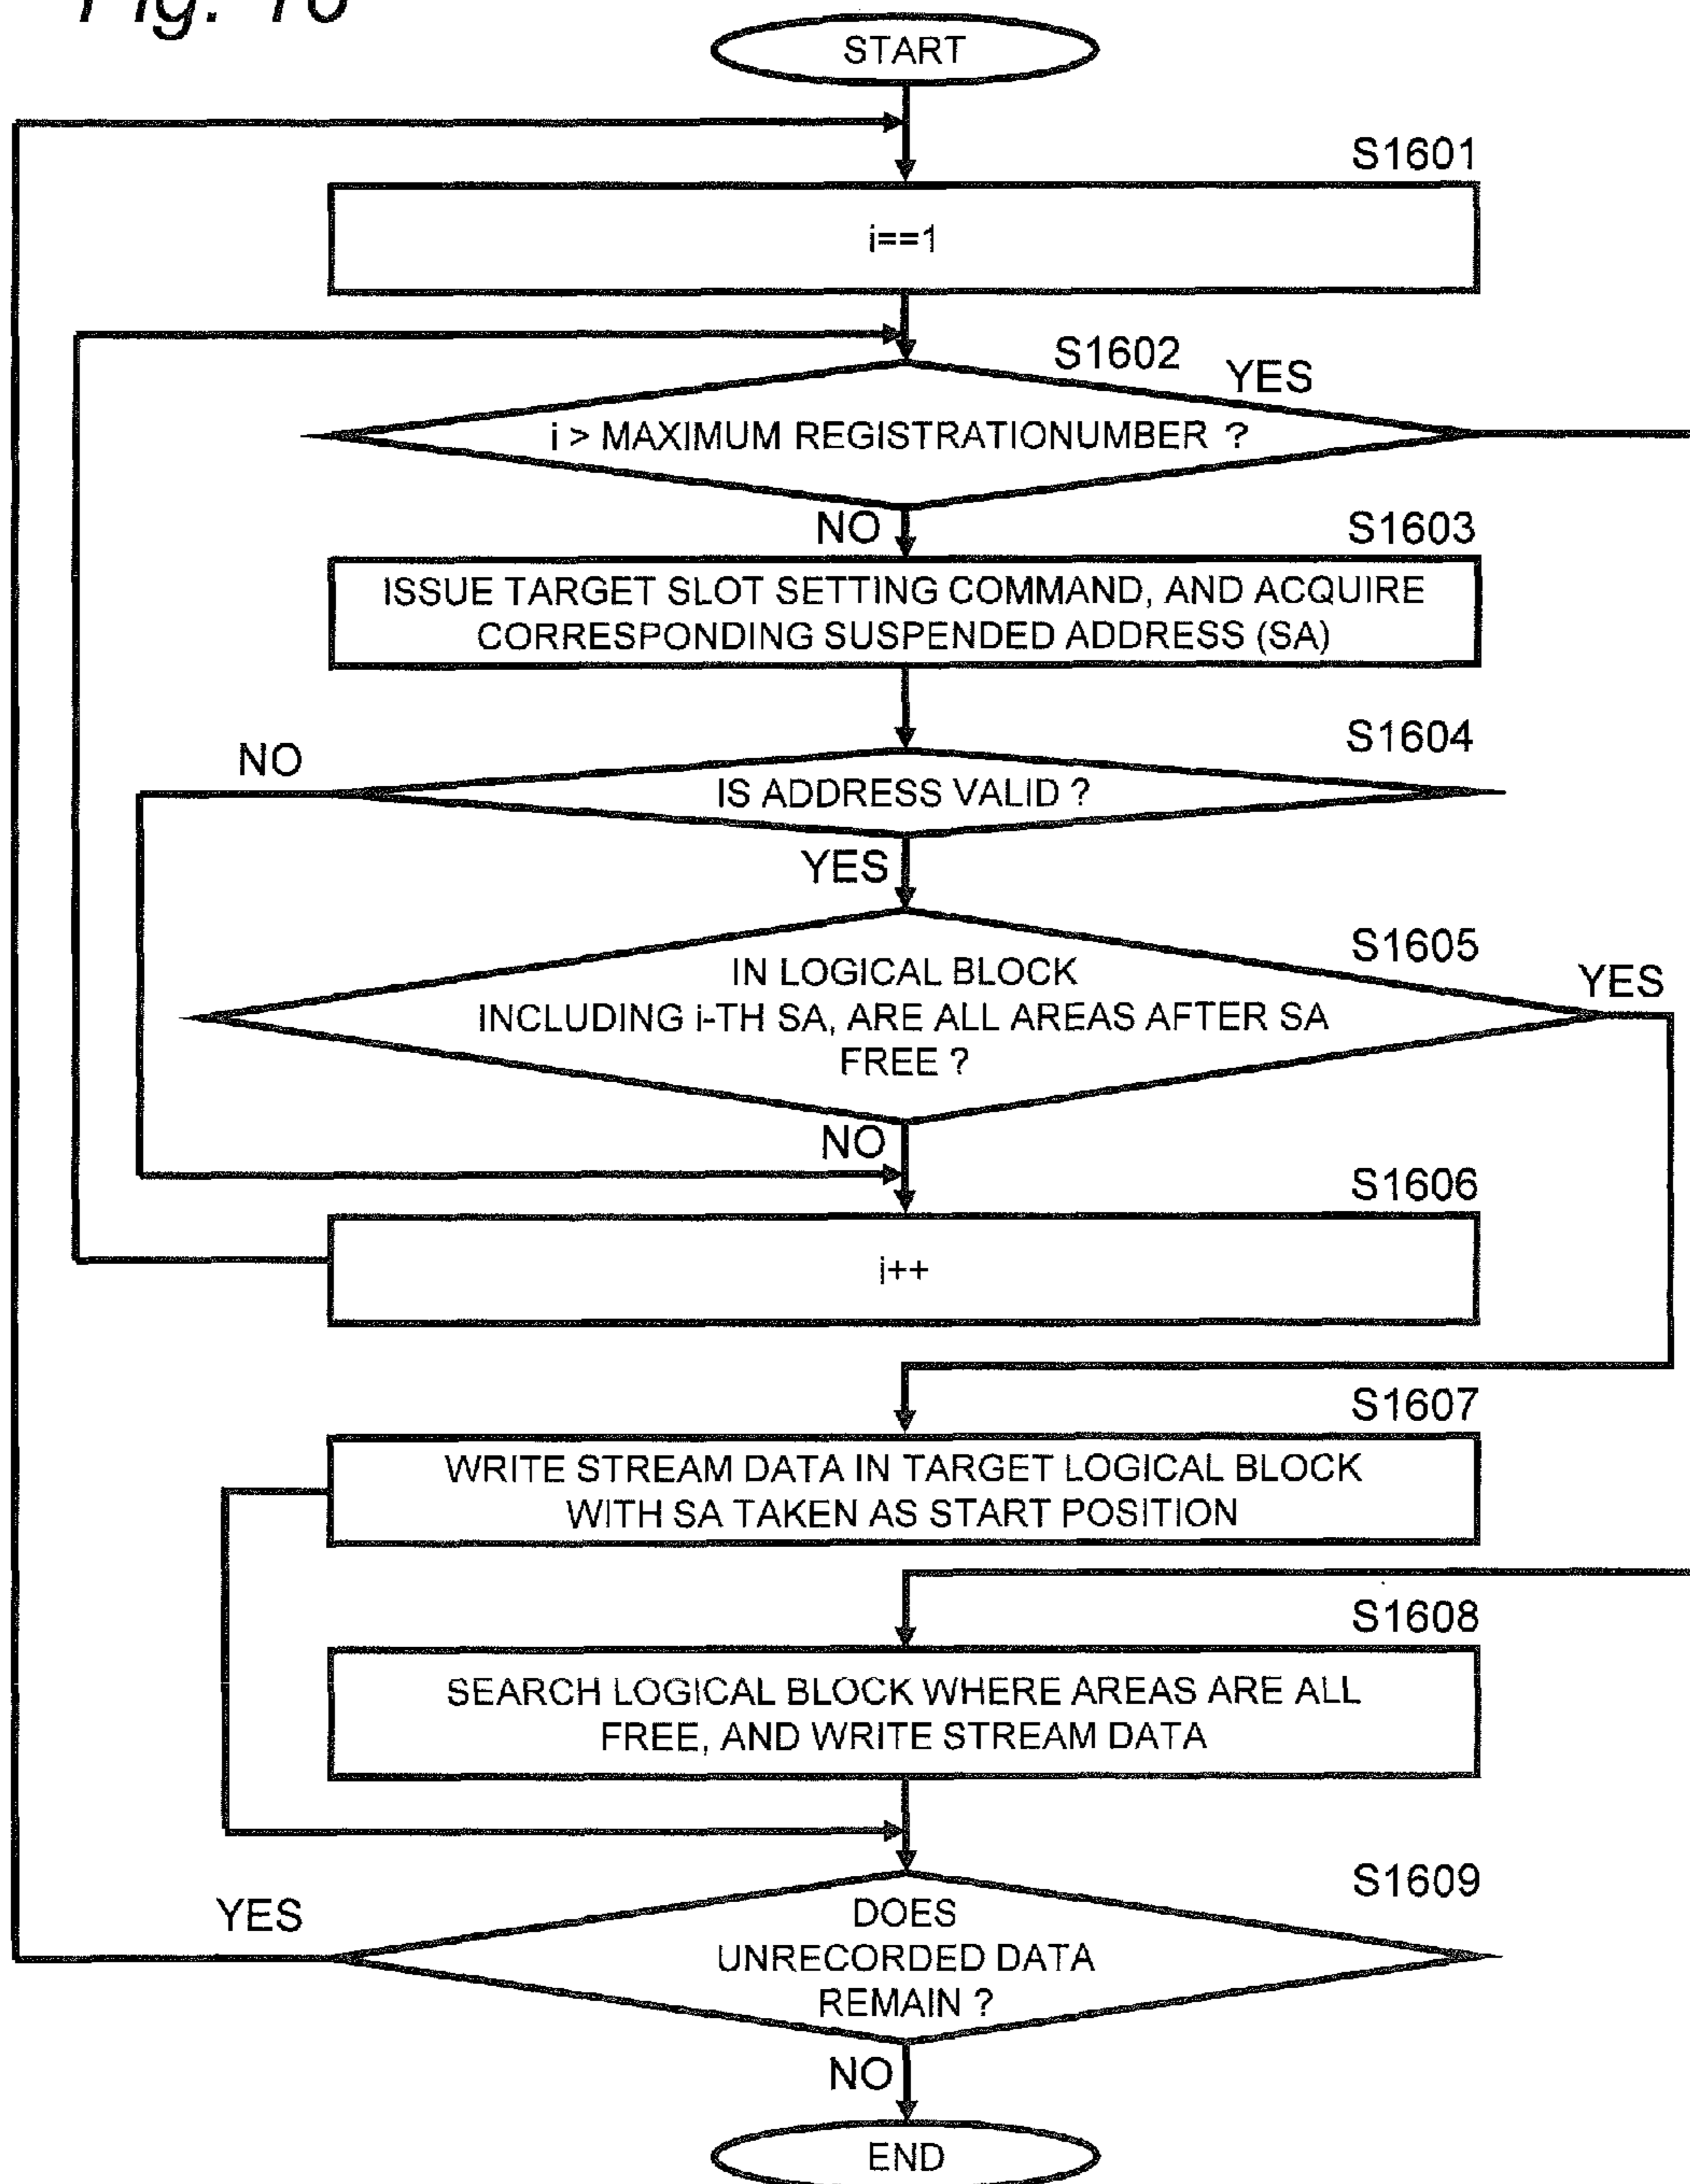 Fig. 16
START
S1601
i==1
S1602
YES
i > MAXIMUM REGISTRATIONUMBER ?
NO
S1603
ISSUE TARGET SLOT SETTING COMMAND, AND ACQUIRE
CORRESPONDING SUSPENDED ADDRESS (SA)
S1604
NO
IS ADDRESS VALID ?
YES
S1605
YES
IN LOGICAL BLOCK
INCLUDING i-TH SA, ARE ALL AREAS AFTER SA
FREE ?
NO
S1606
i++
S1607
WRITE STREAM DATA IN TARGET LOGICAL BLOCK
WITH SA TAKEN AS START POSITION
S1608
SEARCH LOGICAL BLOCK WHERE AREAS ARE ALL
FREE, AND WRITE STREAM DATA
S1609
YES
DOES
UNRECORDED DATA
REMAIN ?
NO
END